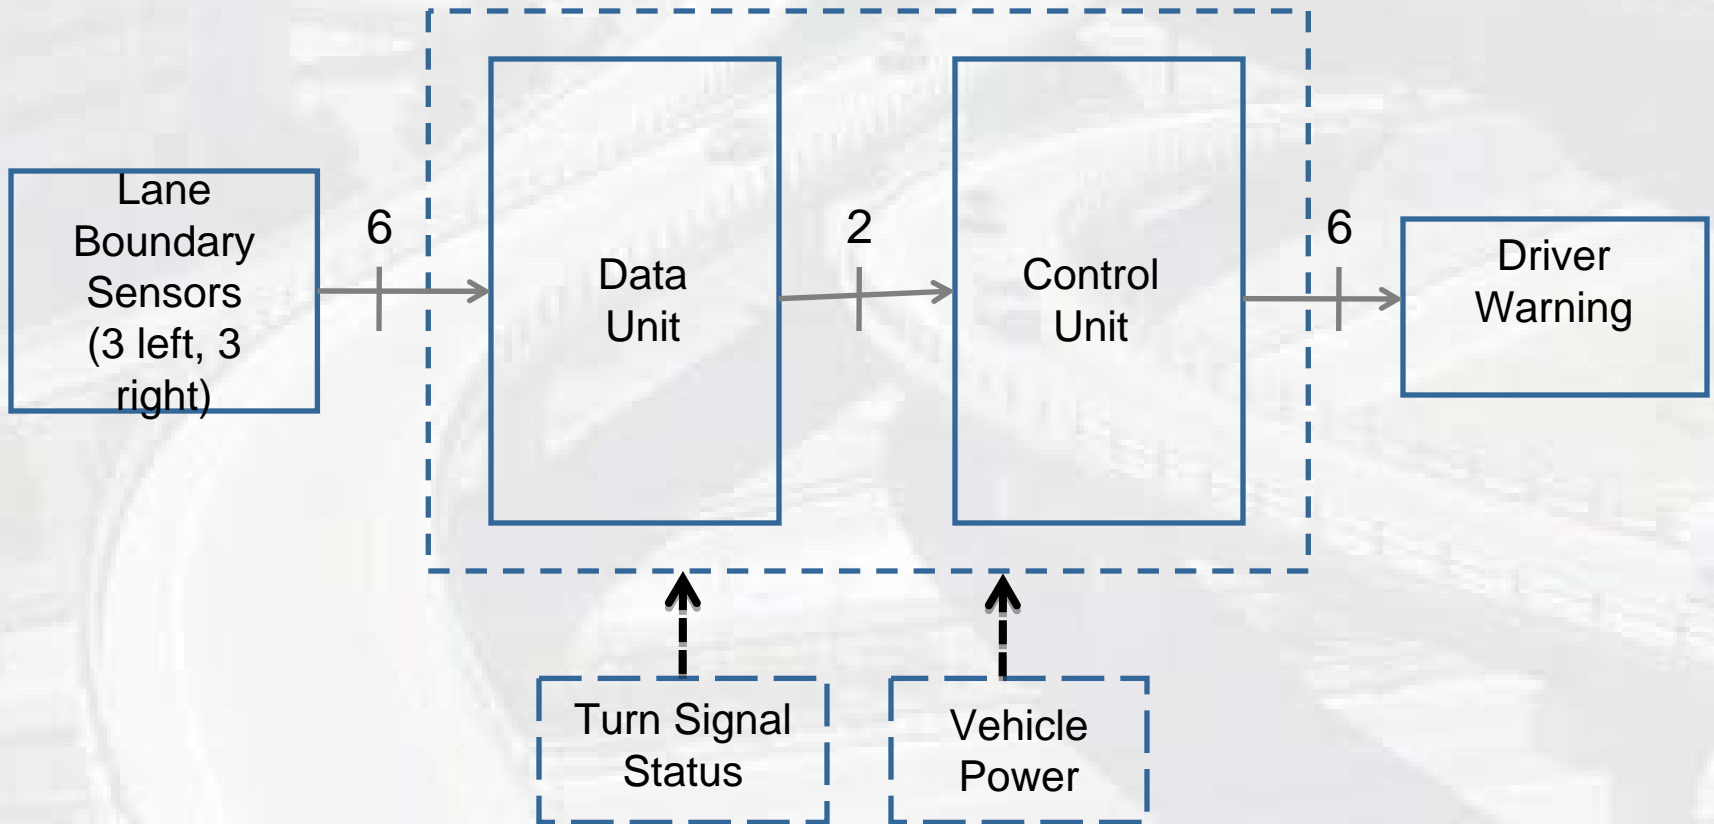 Lane
Boundary
Sensors
(3 left, 3
right)
6
Data
Unit
2
Control
Unit
6
Driver
Warning
Turn Signal
Status
Vehicle
Power